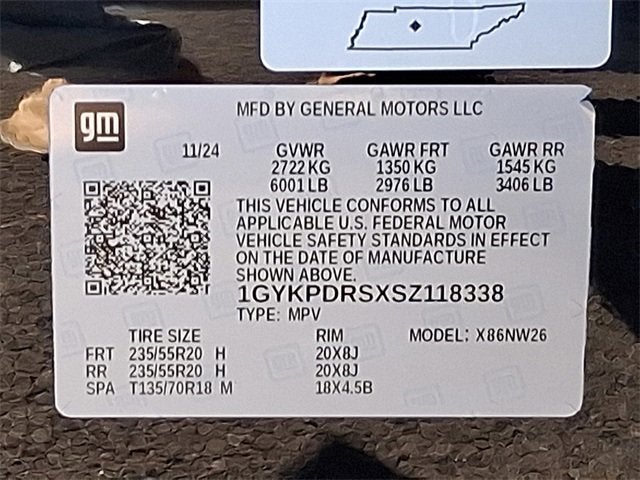 gm
MFD BY GENERAL MOTORS LLC
11/24 GVWR GAWR FRT GAWR RR
2722 KG 1350 KG 1545 KG
6001 LB 2976 LB 3406 LB
THIS VEHICLE CONFORMS TO ALL
APPLICABLE U.S. FEDERAL MOTOR
VEHICLE SAFETY STANDARDS IN EFFECT
ON THE DATE OF MANUFACTURE
SHOWN ABOVE.
1GYKPDRSXSZ118338
TYPE: MPV
TIRE SIZE RIM MODEL: X86NW26
FRT 235/55R20 H 20X8J
RR 235/55R20 H 20X8J
SPA T135/70R18 M 18X4.5B